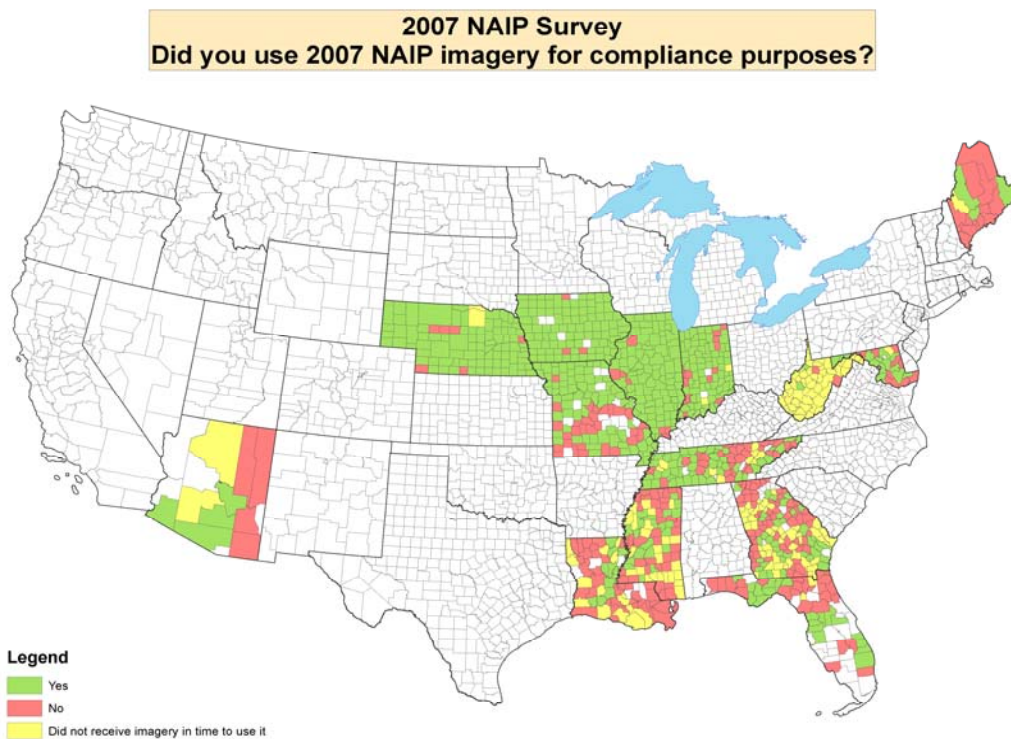 2007 NAIP Survey
Did you use 2007 NAIP imagery for compliance purposes?
Legend
Yes
No
Did not receive imagery in time to use it